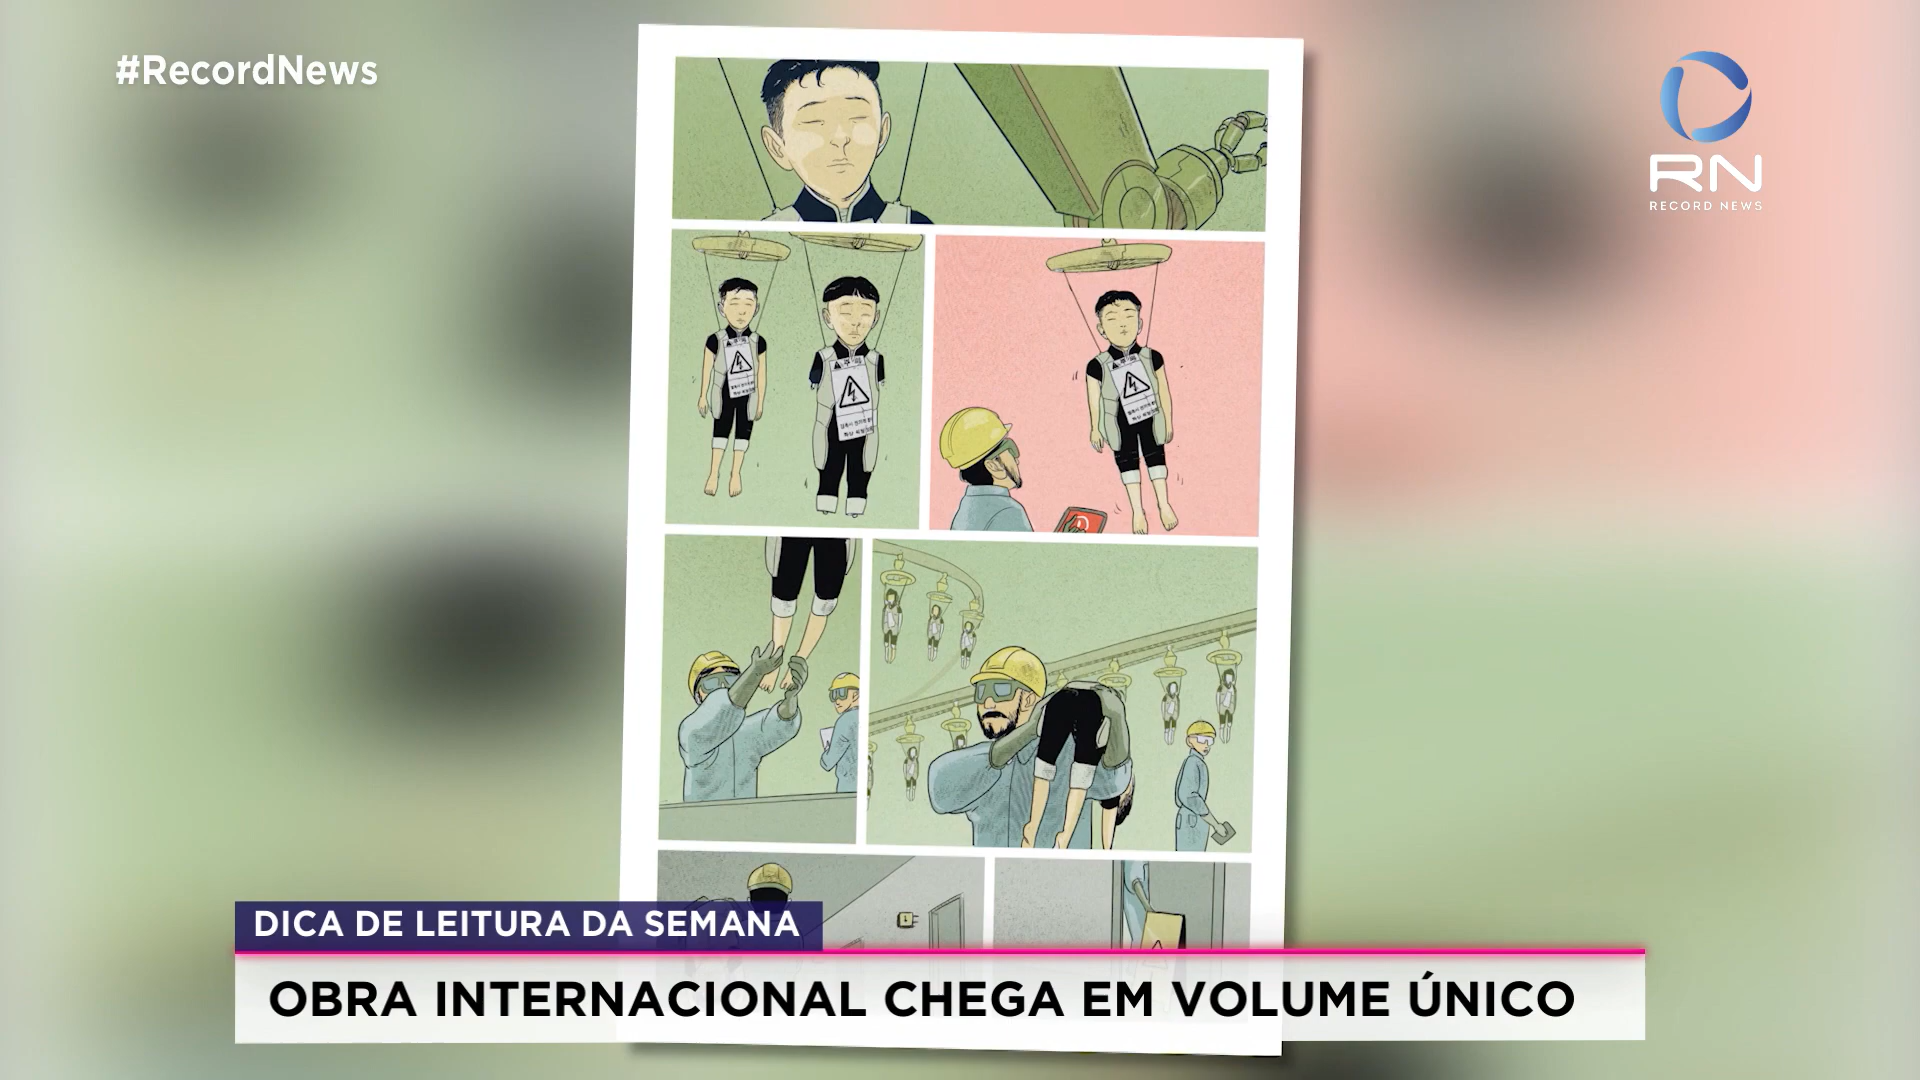 #RecordNews
RN
RECORD NEWS
DICA DE LEITURA DA SEMANA
OBRA INTERNACIONAL CHEGA EM VOLUME ÚNICO